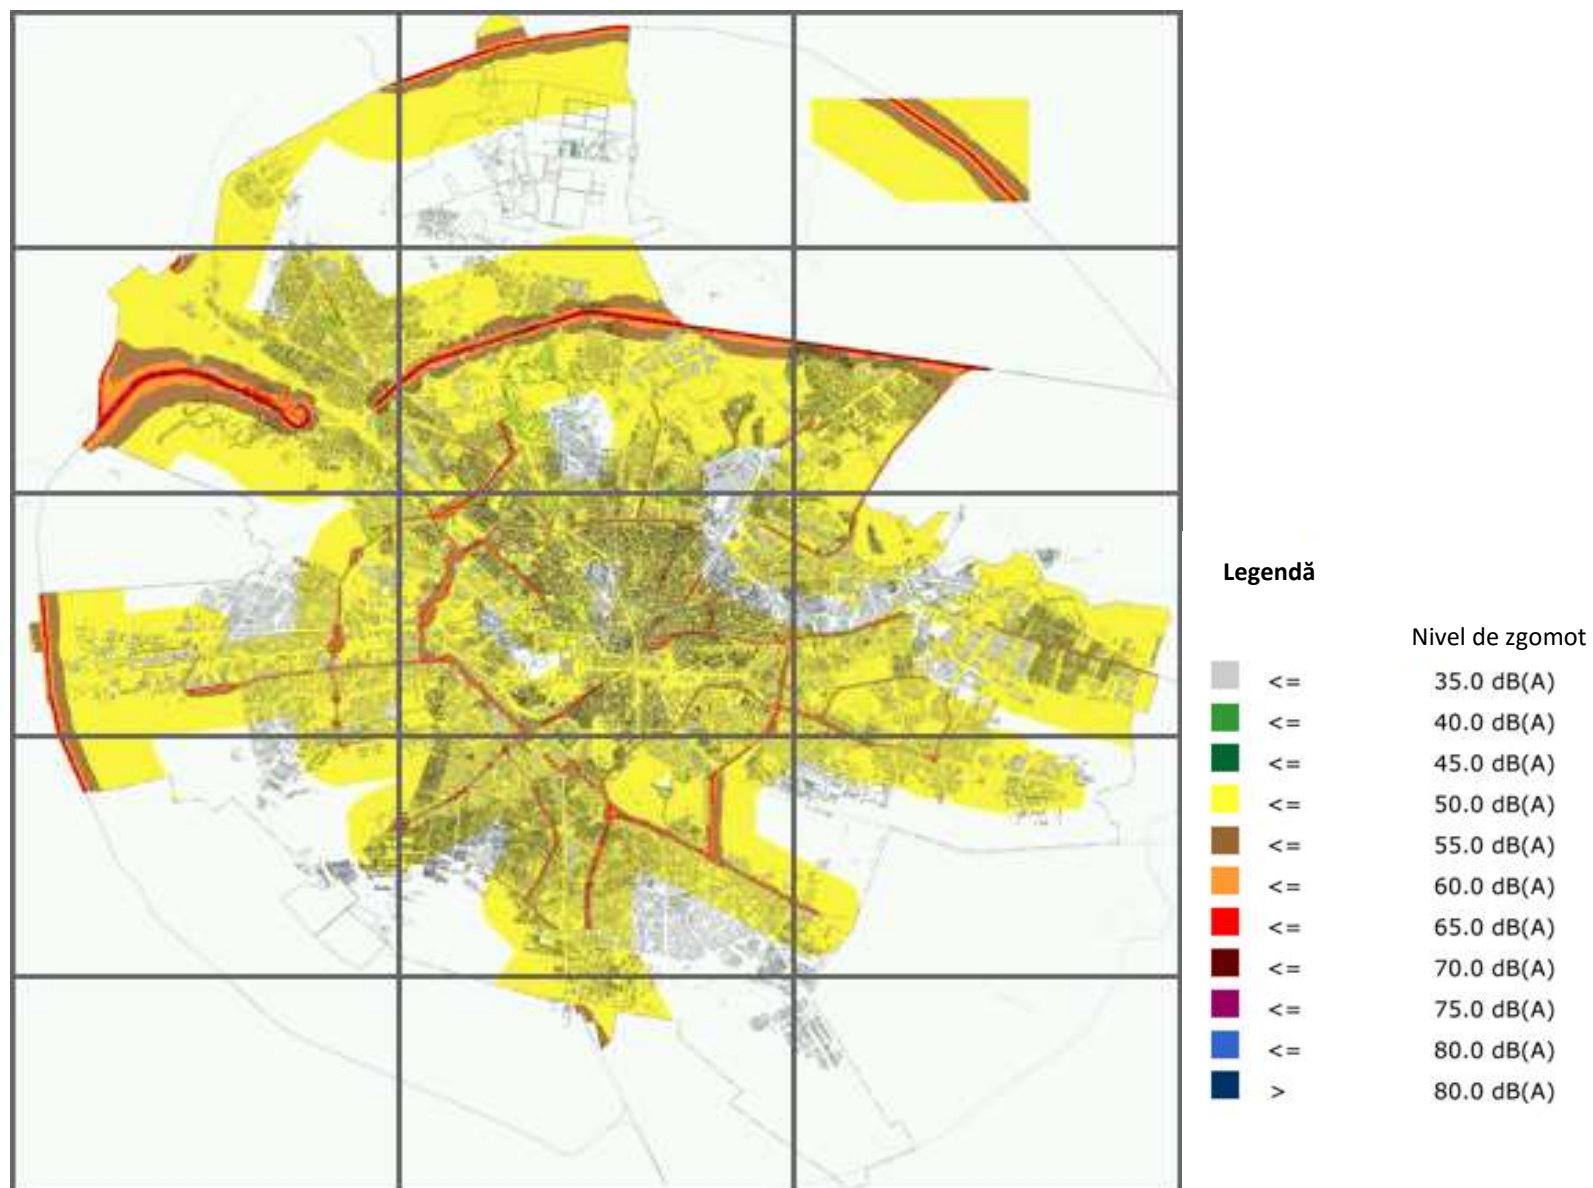 Legendă
Nivel de zgomot
<= 35.0 dB(A)
<= 40.0 dB(A)
<= 45.0 dB(A)
<= 50.0 dB(A)
<= 55.0 dB(A)
<= 60.0 dB(A)
<= 65.0 dB(A)
<= 70.0 dB(A)
<= 75.0 dB(A)
<= 80.0 dB(A)
> 80.0 dB(A)